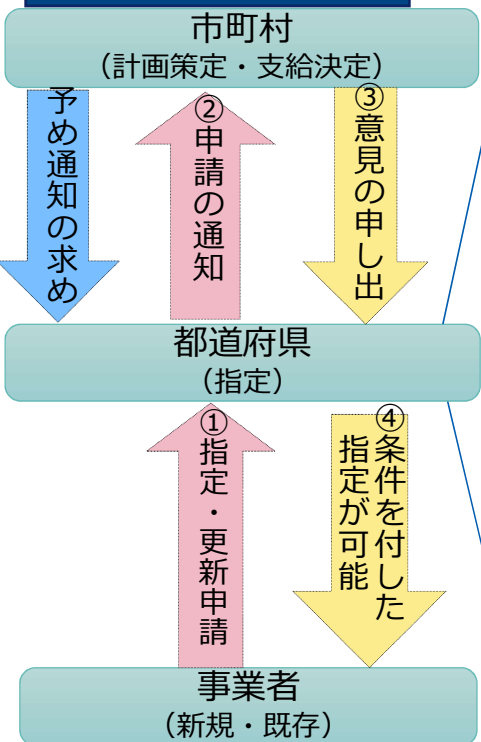 市町村
（計画策定・支給決定）
予め通知の求め
②申請の通知
③意見の申し出
都道府県
（指定）
①指定・更新申請
④条件を付した
指定が可能
事業者
（新規・既存）